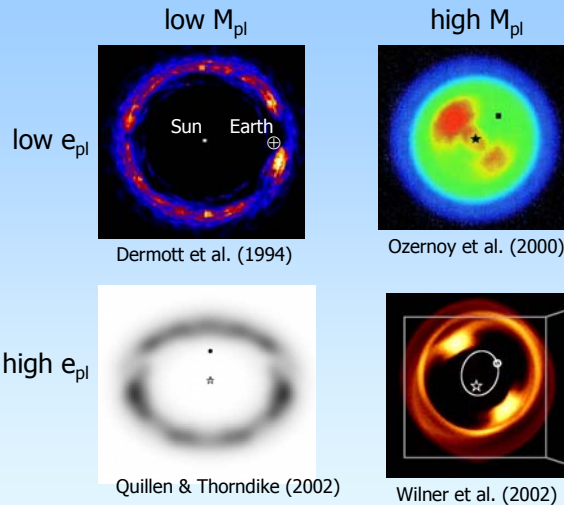 low M_pl high M_pl
low e_pl
Sun Earth
Dermott et al. (1994) Ozernoy et al. (2000)
high e_pl
Quillen & Thorndike (2002) Wilner et al. (2002)